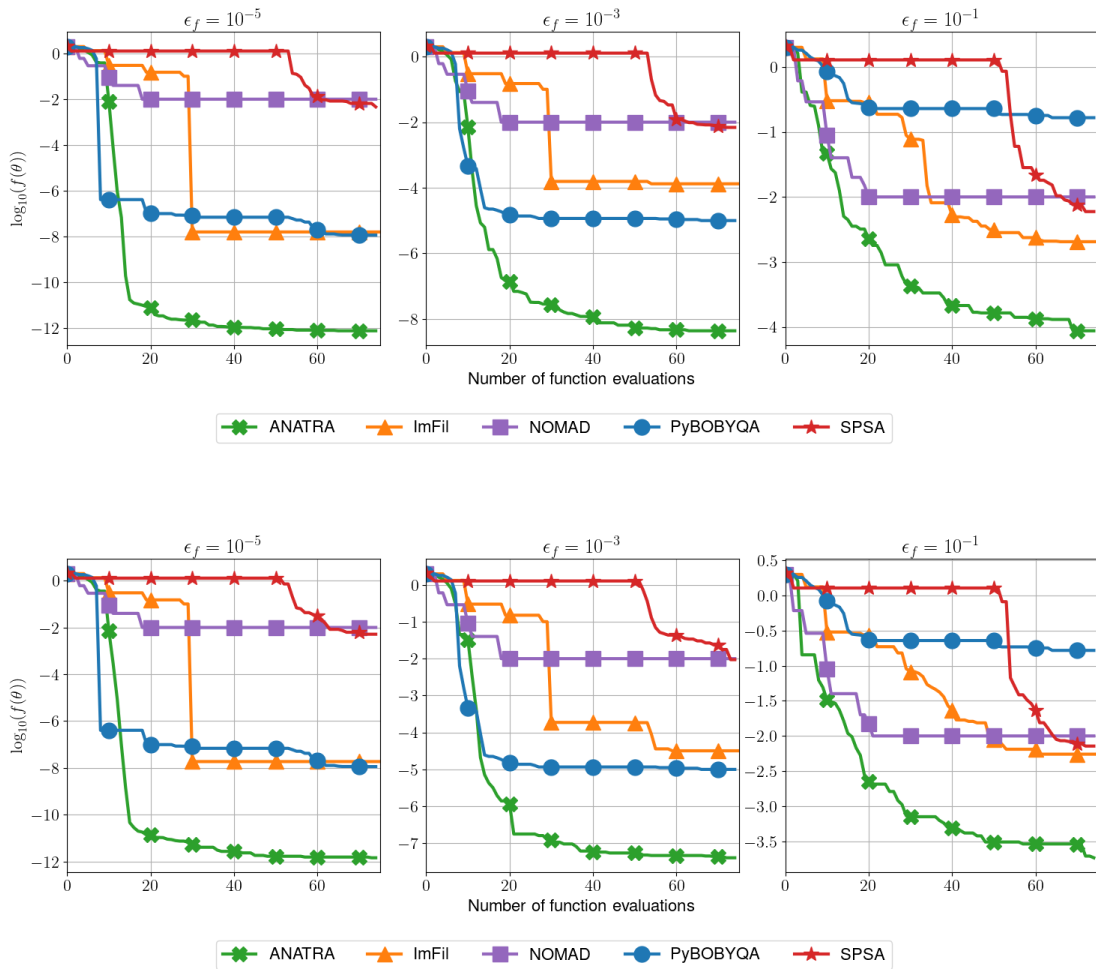 ϵ_f = 10^{-5}
ϵ_f = 10^{-3}
ϵ_f = 10^{-1}
log_{10}(f(θ))
0
−2
−4
−6
−8
−10
−12
0 20 40 60
0
−2
−4
−6
−8
0 20 40 60
0
−1
−2
−3
−4
0 20 40 60
Number of function evaluations
ANATRA ImFil NOMAD PyBOBYQA SPSA
ϵ_f = 10^{-5}
ϵ_f = 10^{-3}
ϵ_f = 10^{-1}
log_{10}(f(θ))
0
−2
−4
−6
−8
−10
−12
0 20 40 60
0
−1
−2
−3
−4
−5
−6
−7
0 20 40 60
0.5
0.0
−0.5
−1.0
−1.5
−2.0
−2.5
−3.0
−3.5
0 20 40 60
Number of function evaluations
ANATRA ImFil NOMAD PyBOBYQA SPSA